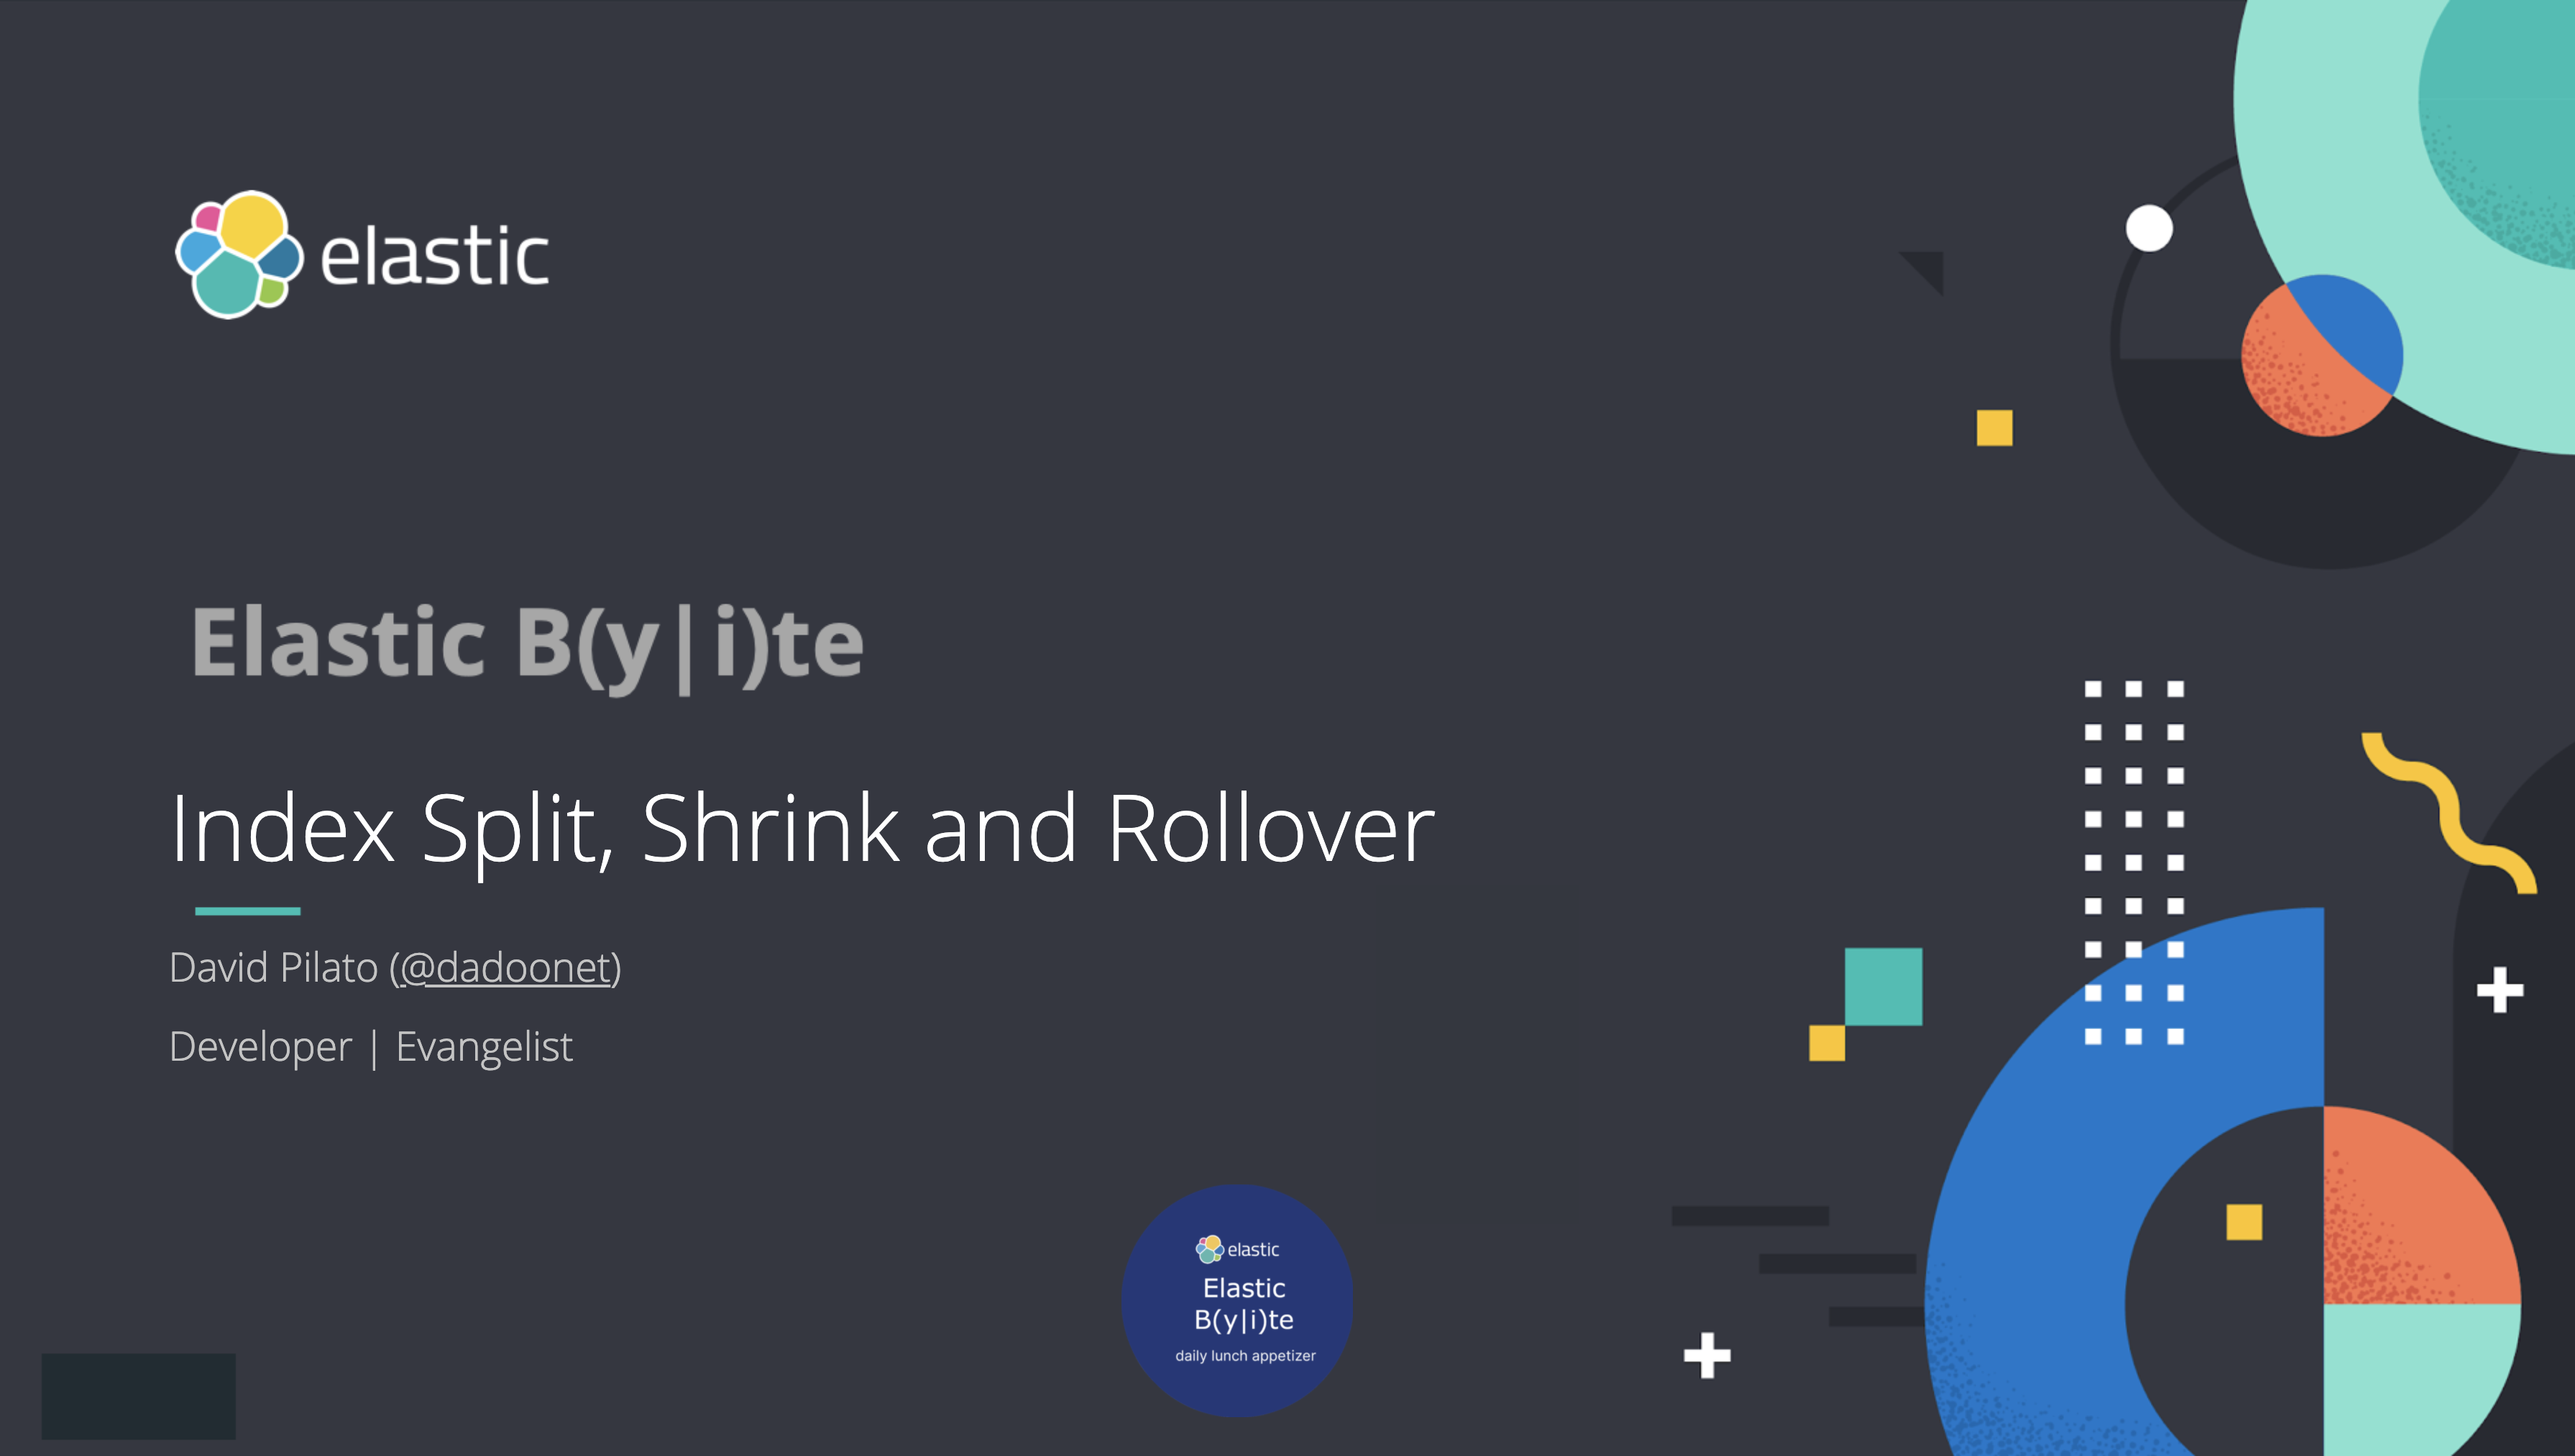 elastic
Elastic B(y|i)te
Index Split, Shrink and Rollover
David Pilato (@dadoonet)
Developer | Evangelist
elastic
Elastic
B(y|i)te
daily lunch appetizer